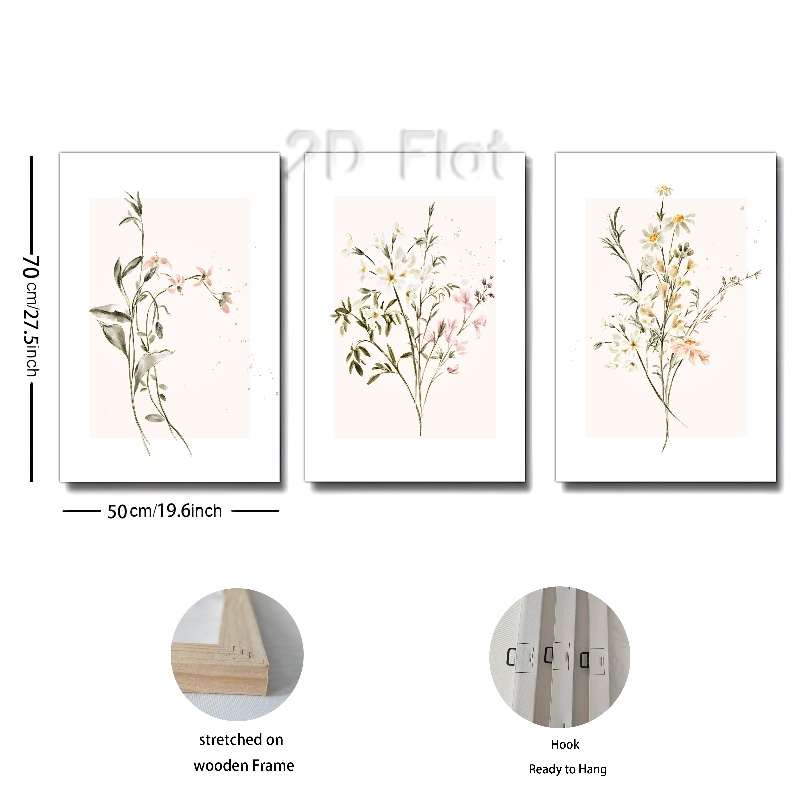 2D Flat
70 cm/27.5inch
50cm/19.6inch
stretched on
wooden Frame
Hook
Ready to Hang